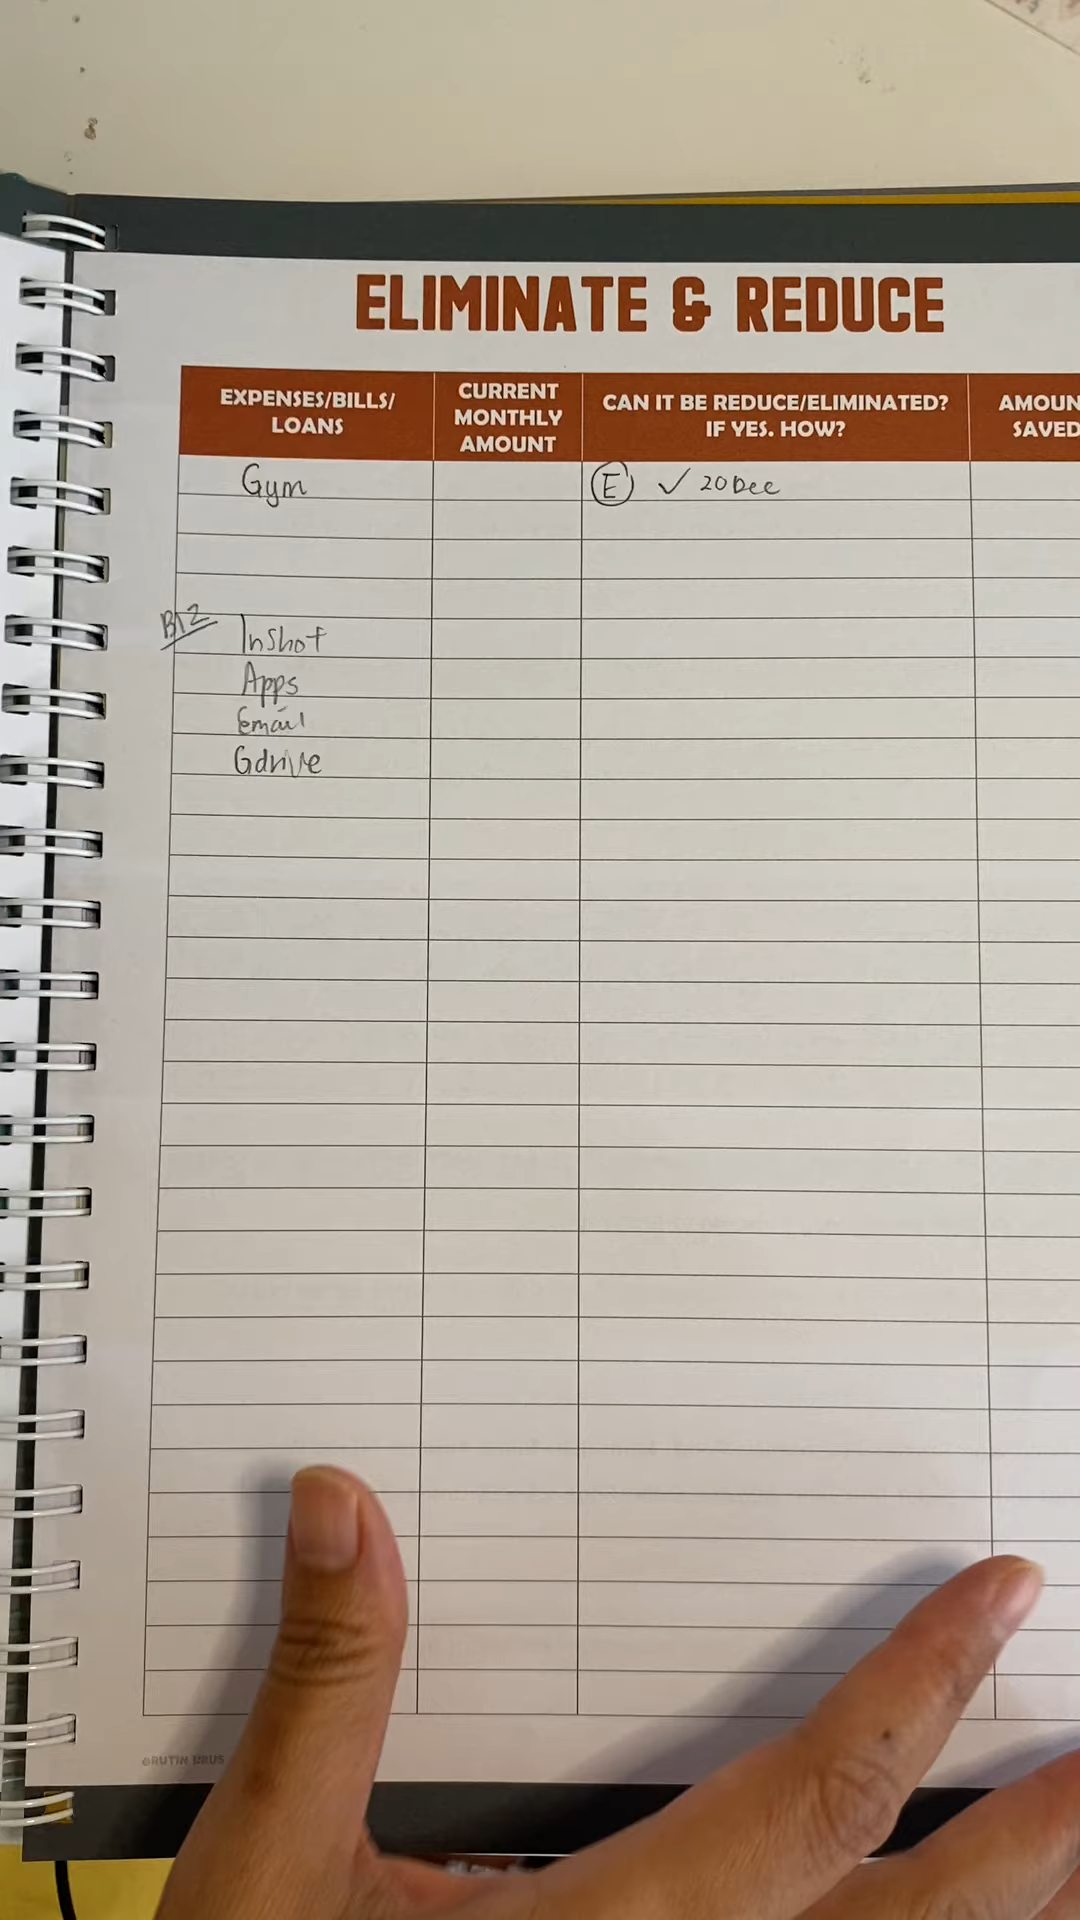 ELIMINATE & REDUCE
EXPENSES/BILLS/
LOANS
CURRENT
MONTHLY
AMOUNT
CAN IT BE REDUCE/ELIMINATED?
IF YES. HOW?
AMOUN
SAVED
Gym
E ✓ 20 Dec
BIZ
Inshot
Apps
Email
Gdrive
©RUTIN